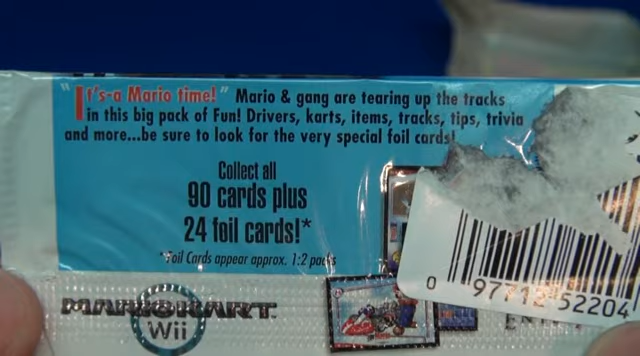 "It's-a Mario time!" Mario & gang are tearing up the tracks
in this big pack of Fun! Drivers, karts, items, tracks, tips, trivia
and more...be sure to look for the very special foil cards!
Collect all
90 cards plus
24 foil cards!*
*Foil Cards appear approx. 1:2 packs
MARIOKART
Wii
0 97712 52204